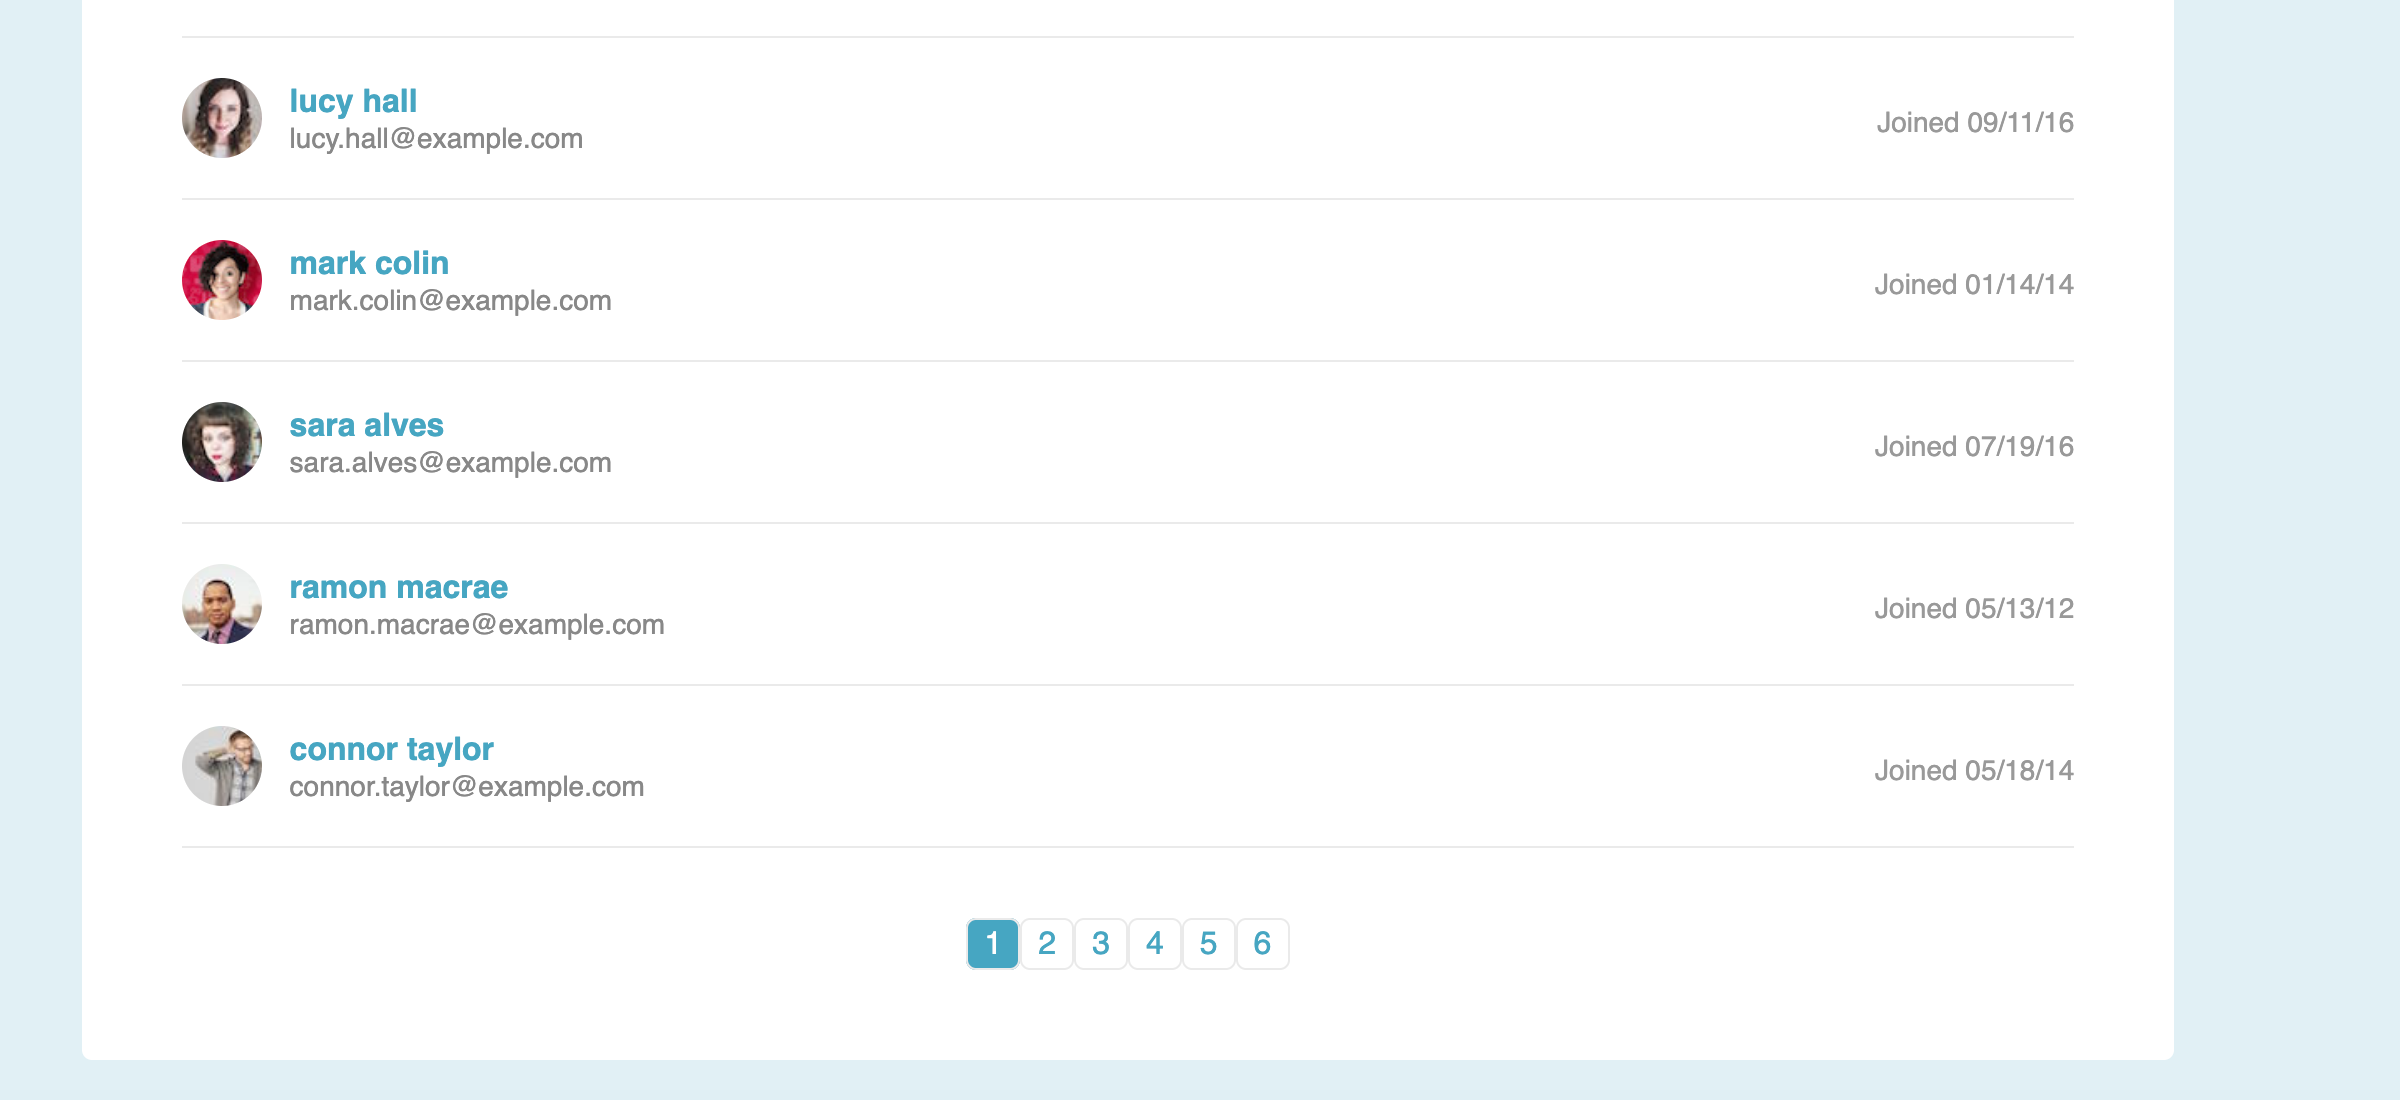 lucy hall
lucy.hall@example.com
Joined 09/11/16
mark colin
mark.colin@example.com
Joined 01/14/14
sara alves
sara.alves@example.com
Joined 07/19/16
ramon macrae
ramon.macrae@example.com
Joined 05/13/12
connor taylor
connor.taylor@example.com
Joined 05/18/14
1 2 3 4 5 6